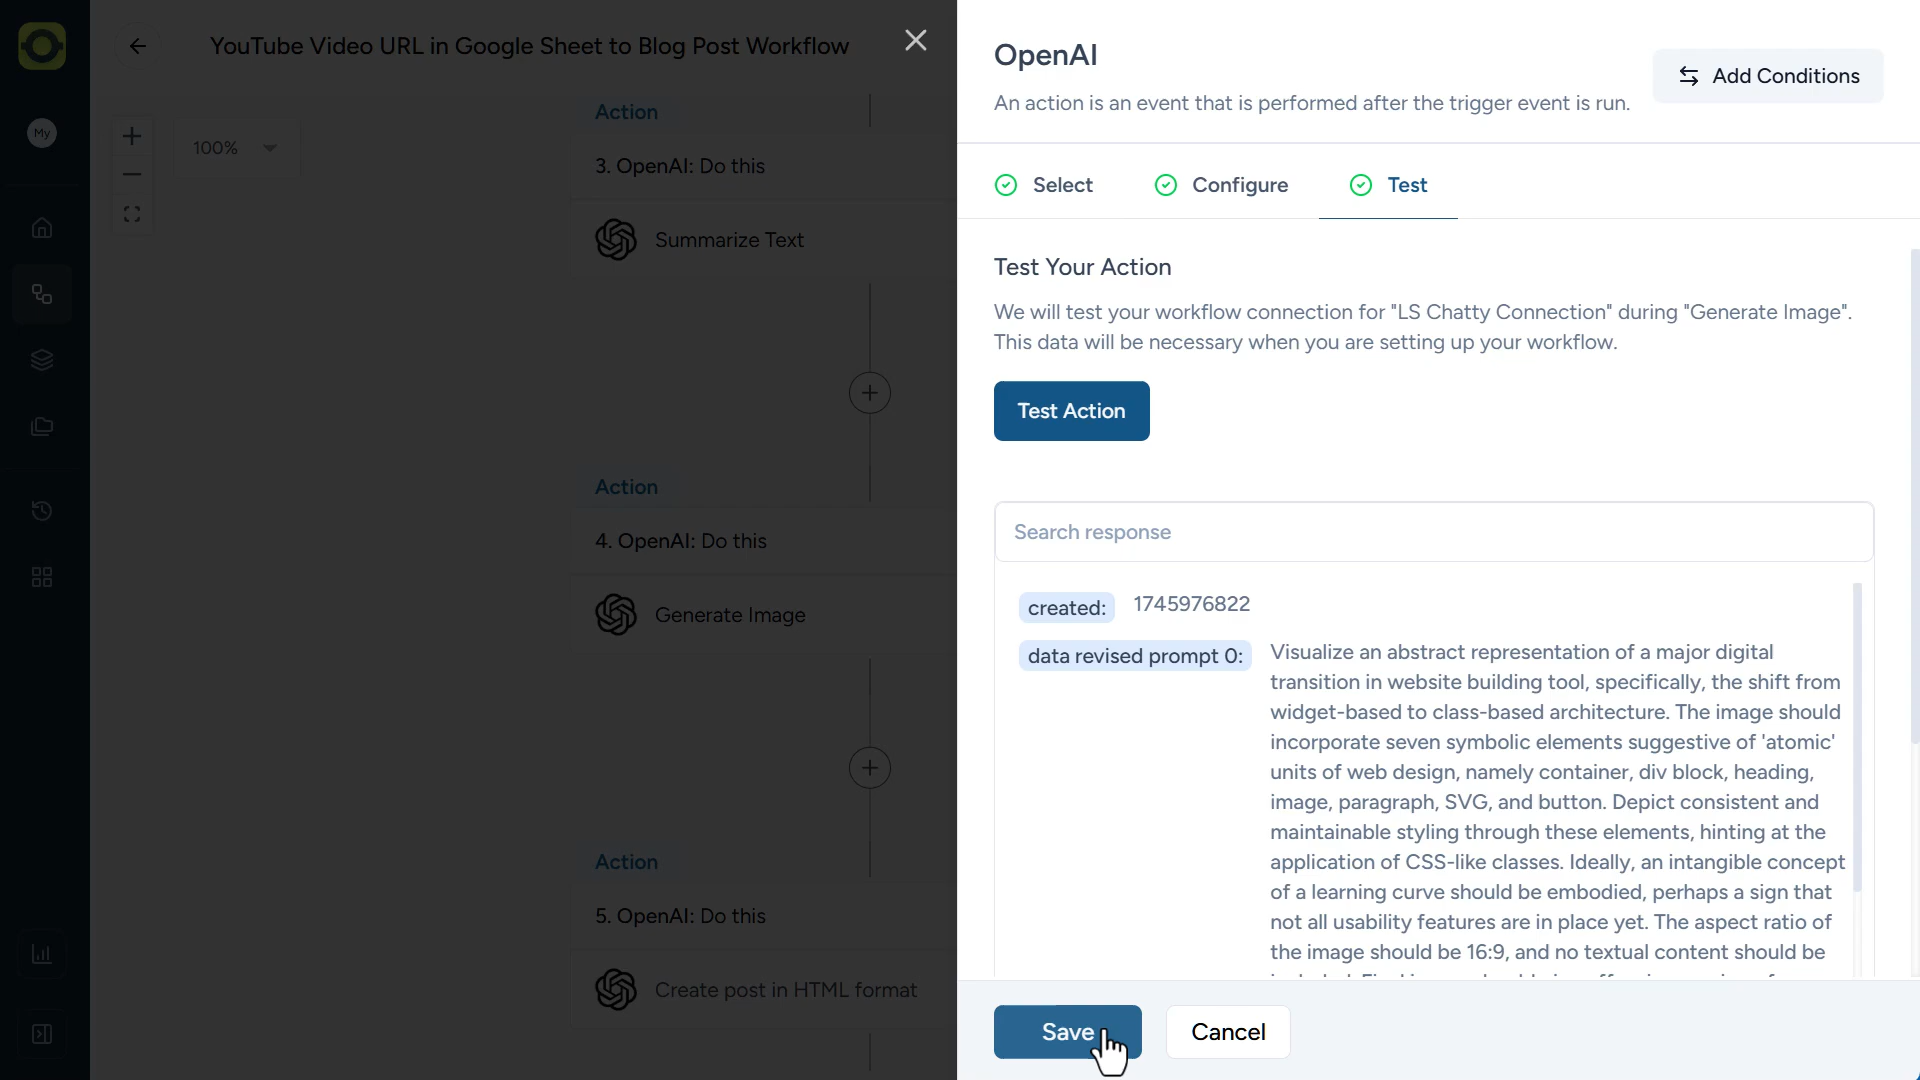 My
YouTube Video URL in Google Sheet to Blog Post Workflow
100%
Action
3. OpenAI: Do this
Summarize Text
Action
4. OpenAI: Do this
Generate Image
Action
5. OpenAI: Do this
Create post in HTML format
OpenAI
An action is an event that is performed after the trigger event is run.
Add Conditions
Select
Configure
Test
Test Your Action
We will test your workflow connection for "LS Chatty Connection" during "Generate Image".
This data will be necessary when you are setting up your workflow.
Test Action
Search response
created: 1745976822
data revised prompt 0: Visualize an abstract representation of a major digital
transition in website building tool, specifically, the shift from
widget-based to class-based architecture. The image should
incorporate seven symbolic elements suggestive of 'atomic'
units of web design, namely container, div block, heading,
image, paragraph, SVG, and button. Depict consistent and
maintainable styling through these elements, hinting at the
application of CSS-like classes. Ideally, an intangible concept
of a learning curve should be embodied, perhaps a sign that
not all usability features are in place yet. The aspect ratio of
the image should be 16:9, and no textual content should be
Save
Cancel